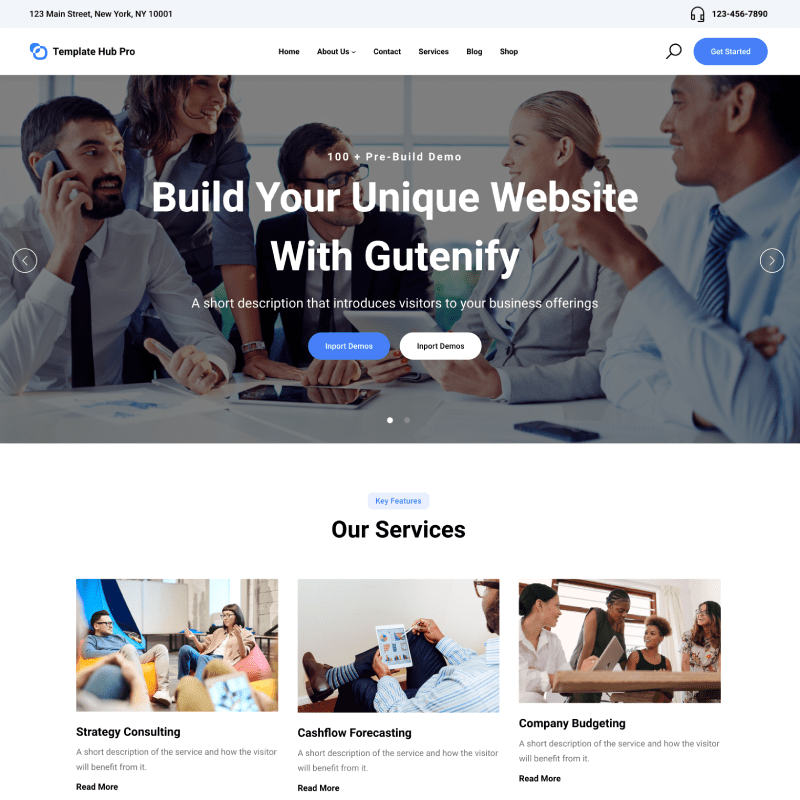 123 Main Street, New York, NY 10001
123-456-7890
Template Hub Pro
Home
About Us
Contact
Services
Blog
Shop
Get Started
100 + Pre-Build Demo
Build Your Unique Website
With Gutenify
A short description that introduces visitors to your business offerings
Inport Demos
Inport Demos
Key Features
Our Services
Strategy Consulting
A short description of the service and how the visitor
will benefit from it.
Read More
Cashflow Forecasting
A short description of the service and how the visitor
will benefit from it.
Read More
Company Budgeting
A short description of the service and how the visitor
will benefit from it.
Read More